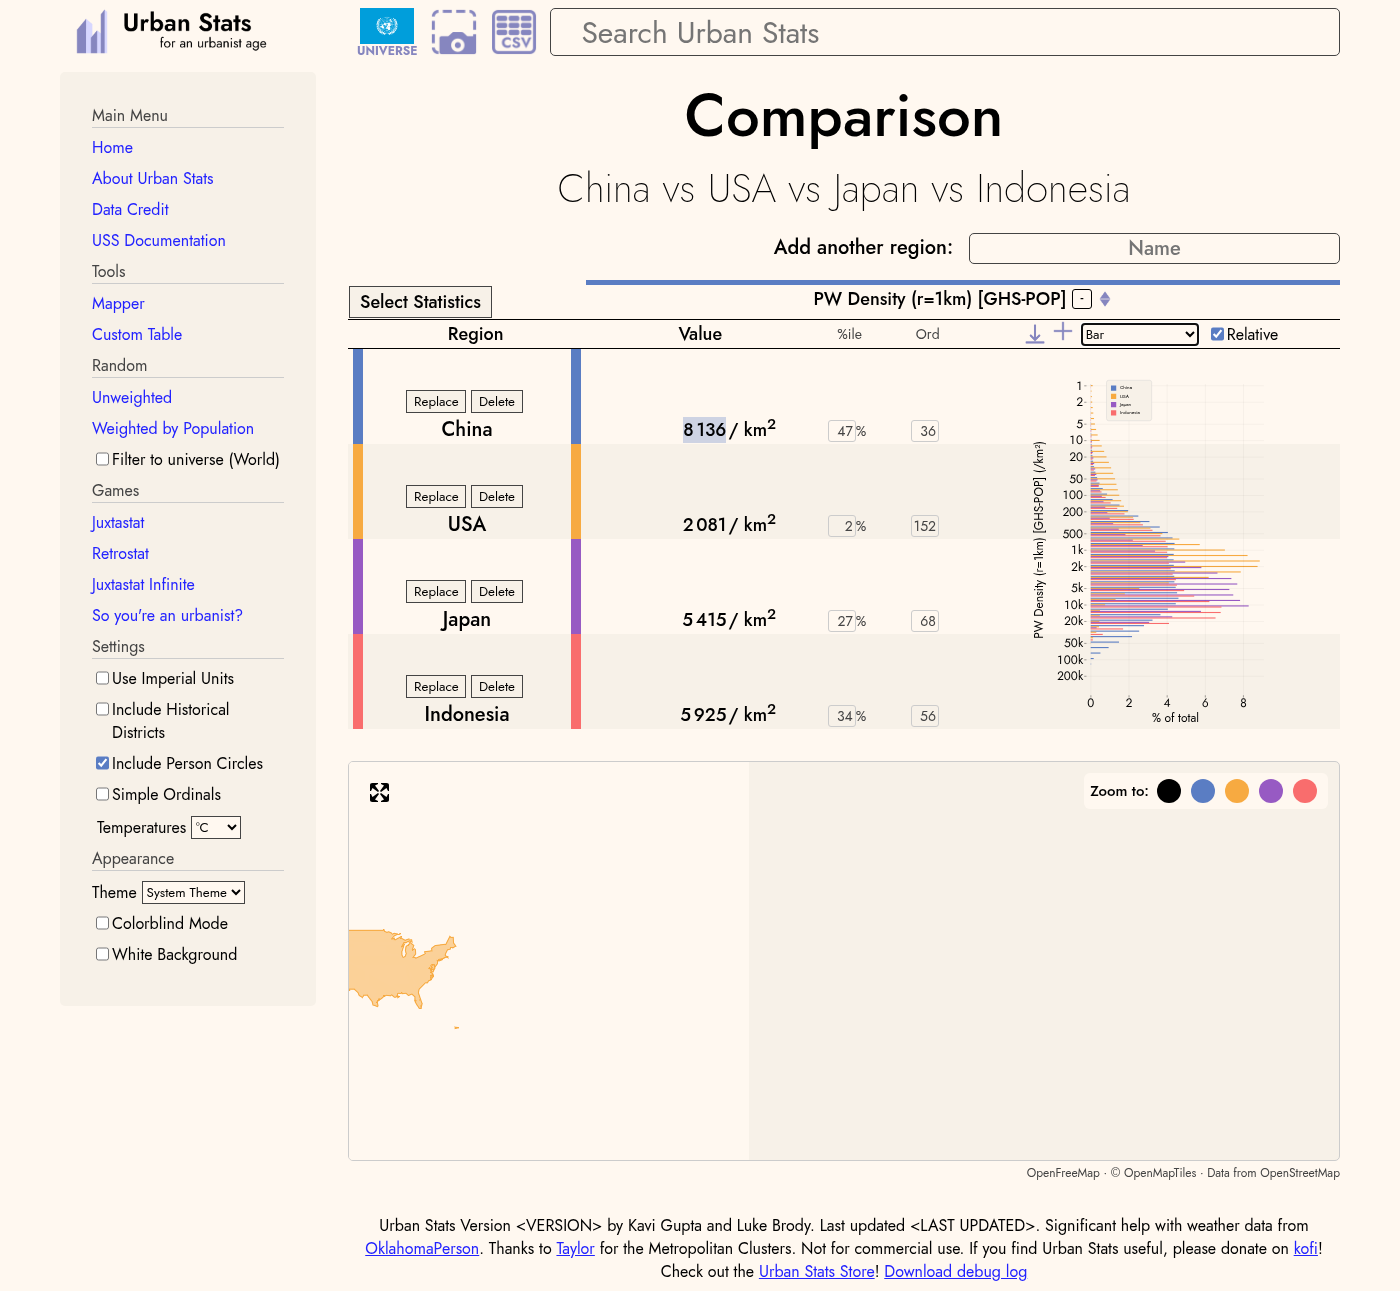 Urban Stats
for an urbanist age
UNIVERSE
CSV
Search Urban Stats
Main Menu
Home
About Urban Stats
Data Credit
USS Documentation
Tools
Mapper
Custom Table
Random
Unweighted
Weighted by Population
Filter to universe (World)
Games
Juxtastat
Retrostat
Juxtastat Infinite
So you're an urbanist?
Settings
Use Imperial Units
Include Historical
Districts
Include Person Circles
Simple Ordinals
Temperatures °C
Appearance
Theme System Theme
Colorblind Mode
White Background
Comparison
China vs USA vs Japan vs Indonesia
Add another region: Name
Select Statistics
PW Density (r=1km) [GHS-POP] -
Region Value %ile Ord Bar Relative
Replace Delete
China 8 136 / km² 47% 36
Replace Delete
USA 2 081 / km² 2% 152
Replace Delete
Japan 5 415 / km² 27% 68
Replace Delete
Indonesia 5 925 / km² 34% 56
China
USA
Japan
Indonesia
PW Density (r=1km) [GHS-POP] (/km²)
1
2
5
10
20
50
100
200
500
1k
2k
5k
10k
20k
50k
100k
200k
0 2 4 6 8
% of total
Zoom to:
OpenFreeMap · © OpenMapTiles · Data from OpenStreetMap
Urban Stats Version <VERSION> by Kavi Gupta and Luke Brody. Last updated <LAST UPDATED>. Significant help with weather data from
OklahomaPerson. Thanks to Taylor for the Metropolitan Clusters. Not for commercial use. If you find Urban Stats useful, please donate on kofi!
Check out the Urban Stats Store! Download debug log